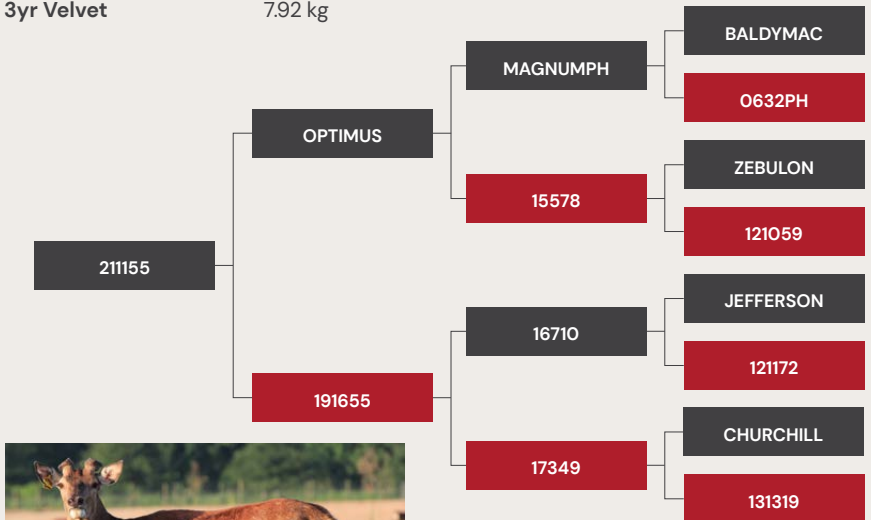 3yr Velvet 7.92 kg
BALDYMAC
MAGNUMPH
0632PH
OPTIMUS
ZEBULON
15578
121059
211155
JEFFERSON
16710
121172
191655
CHURCHILL
17349
131319